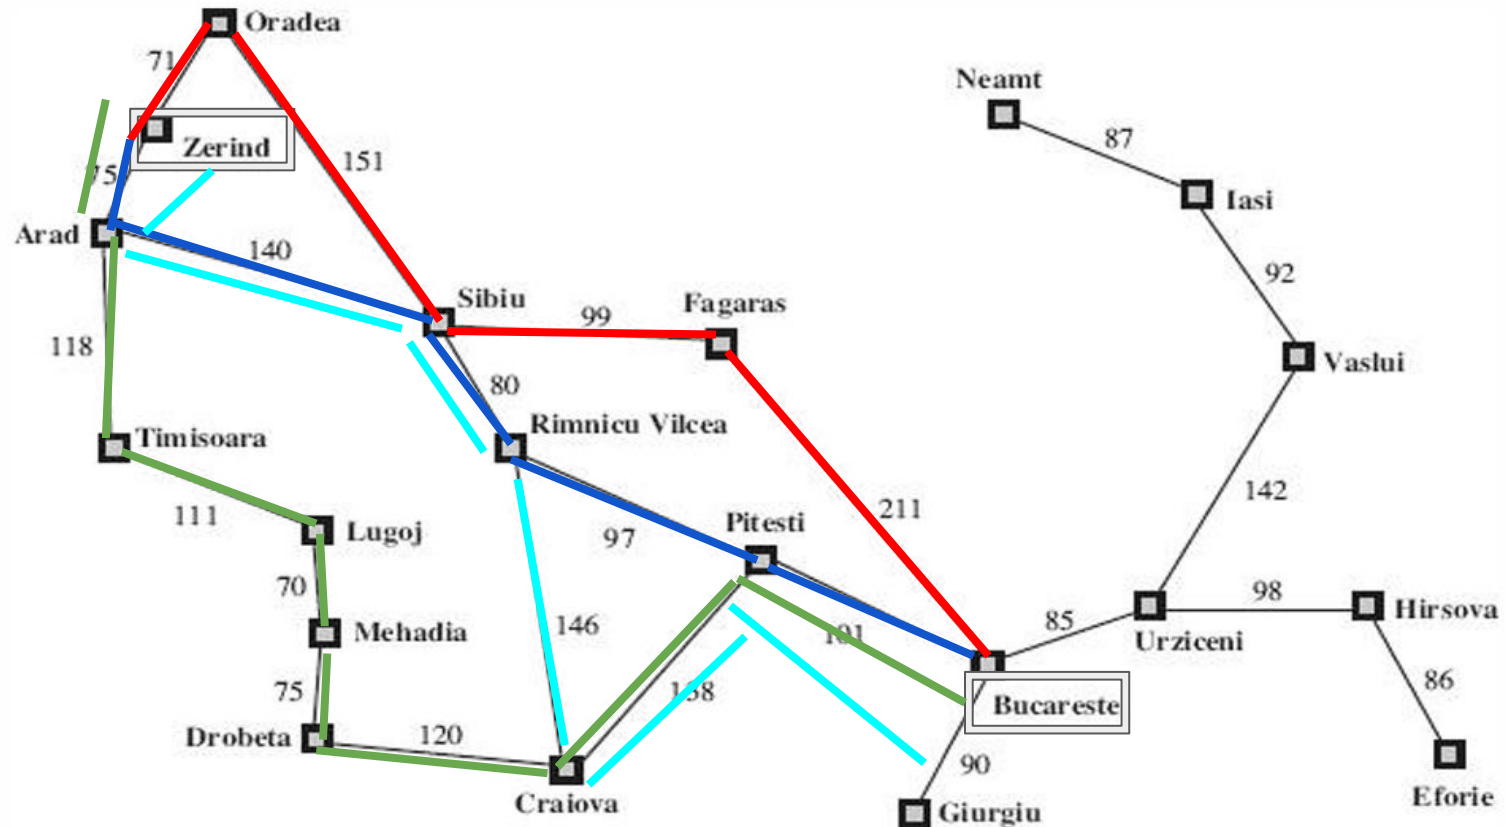 Oradea
71
Neamt
87
Zerind
151
75
Iasi
Arad
140
92
Sibiu
Fagaras
99
118
Vaslui
80
Rimnicu Vilcea
Timisoara
142
211
111
Pitesti
Lugoj
97
70
98
Hirsova
85
146
Mehadia
101
Urziceni
86
75
138
Bucareste
Drobeta
120
90
Craiova
Eforie
Giurgiu